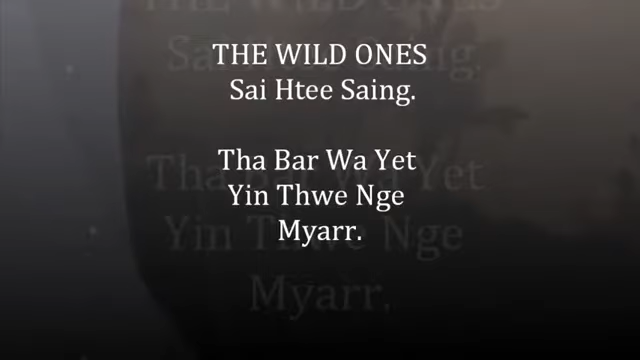 THE WILD ONES
Sai Htee Saing.
Tha Bar Wa Yet
Yin Thwe Nge
Myarr.